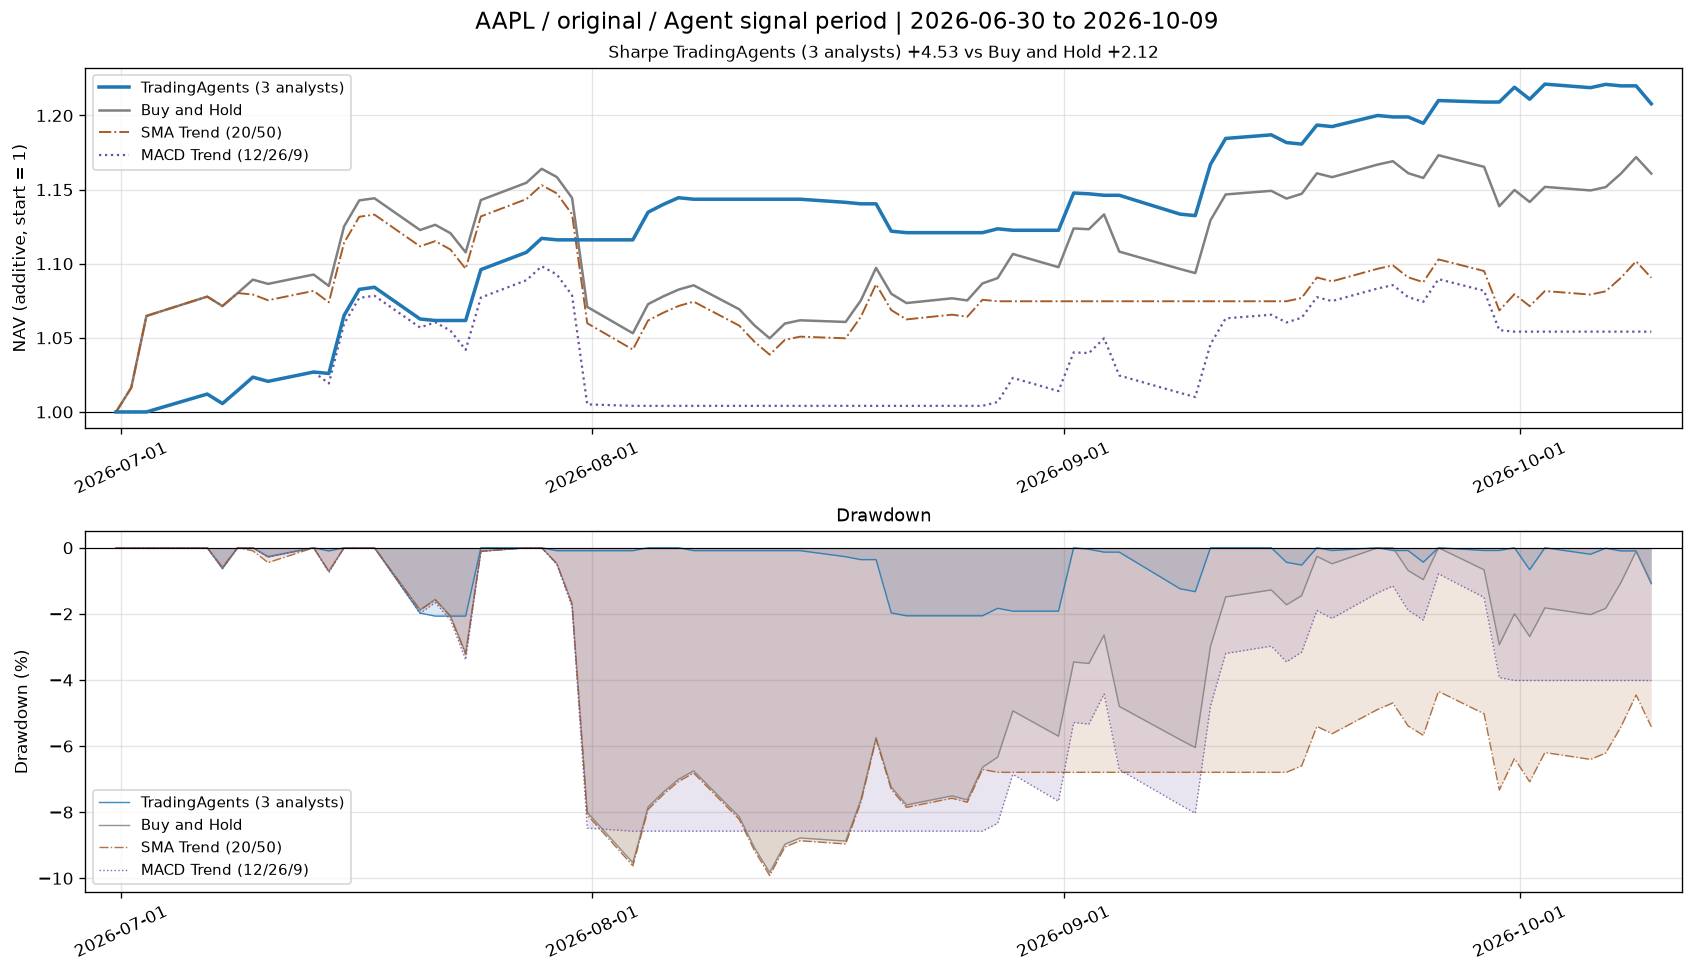 AAPL / original / Agent signal period | 2026-06-30 to 2026-10-09
Sharpe TradingAgents (3 analysts) +4.53 vs Buy and Hold +2.12
TradingAgents (3 analysts)
Buy and Hold
SMA Trend (20/50)
MACD Trend (12/26/9)
NAV (additive, start = 1)
1.20
1.15
1.10
1.05
1.00
2026-07-01
2026-08-01
2026-09-01
2026-10-01
Drawdown
Drawdown (%)
0
−2
−4
−6
−8
−10
TradingAgents (3 analysts)
Buy and Hold
SMA Trend (20/50)
MACD Trend (12/26/9)
2026-07-01
2026-08-01
2026-09-01
2026-10-01